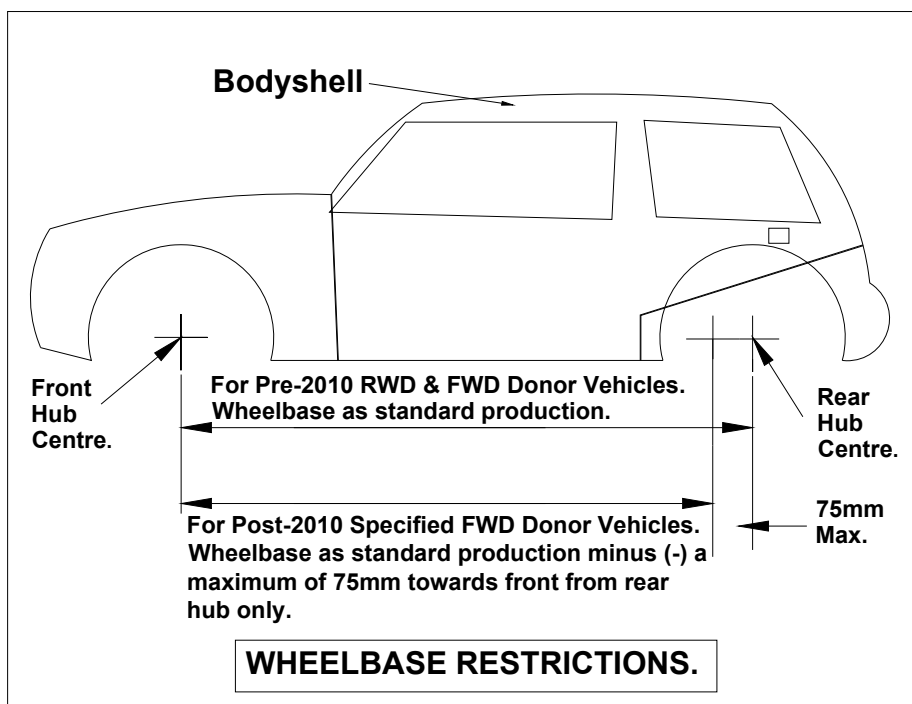 Bodyshell
Front
Hub
Centre.
For Pre-2010 RWD & FWD Donor Vehicles.
Wheelbase as standard production.
Rear
Hub
Centre.
For Post-2010 Specified FWD Donor Vehicles.
Wheelbase as standard production minus (-) a
maximum of 75mm towards front from rear
hub only.
75mm
Max.
WHEELBASE RESTRICTIONS.